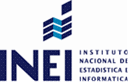 INEI
INSTITUTO
NACIONAL DE
ESTADISTICA E
INFORMATICA